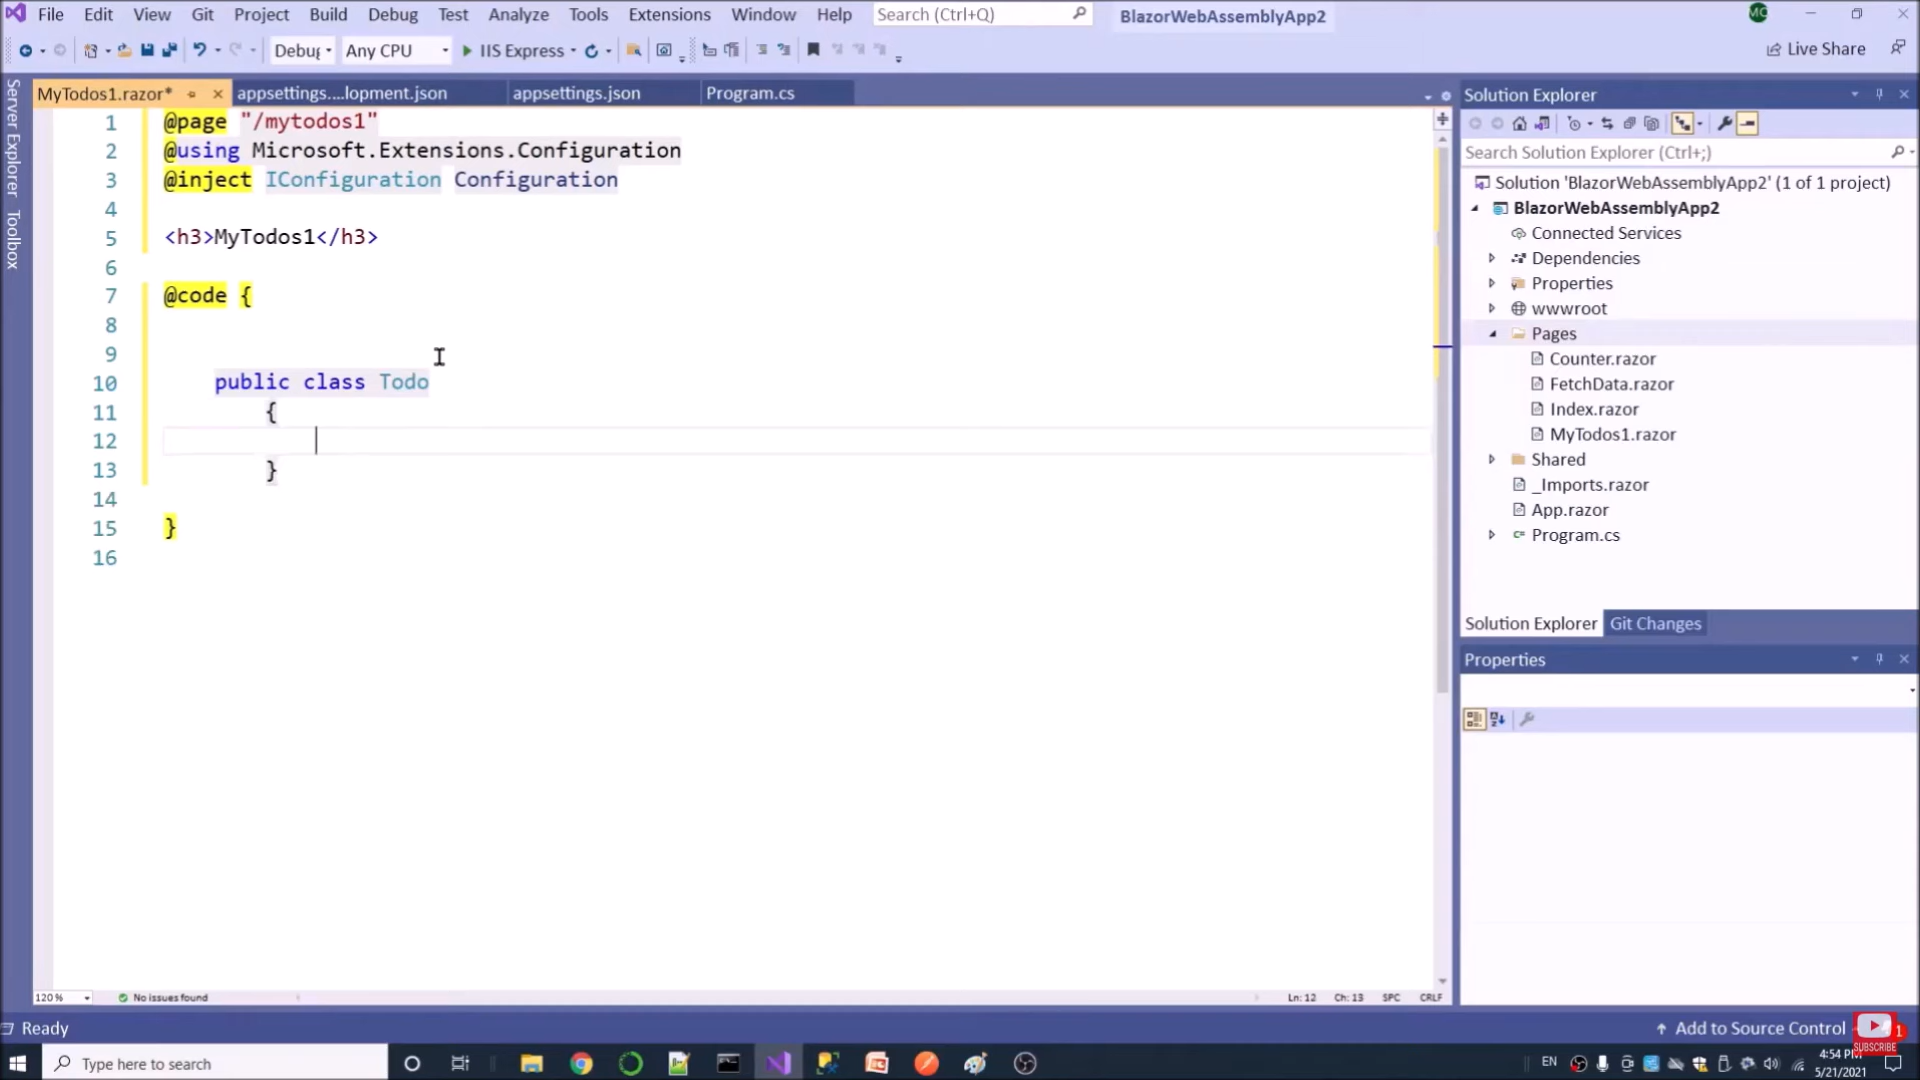 File Edit View Git Project Build Debug Test Analyze Tools Extensions Window Help Search (Ctrl+Q) BlazorWebAssemblyApp2 MC
Debug Any CPU IIS Express Live Share
Server Explorer
Toolbox
MyTodos1.razor* appsettings....lopment.json appsettings.json Program.cs
1 @page "/mytodos1"
2 @using Microsoft.Extensions.Configuration
3 @inject IConfiguration Configuration
4
5 <h3>MyTodos1</h3>
6
7 @code {
8
9
10 public class Todo
11 {
12
13 }
14
15 }
16
120 % No issues found Ln: 12 Ch: 13 SPC CRLF
Solution Explorer
Search Solution Explorer (Ctrl+;)
Solution 'BlazorWebAssemblyApp2' (1 of 1 project)
BlazorWebAssemblyApp2
Connected Services
Dependencies
Properties
wwwroot
Pages
Counter.razor
FetchData.razor
Index.razor
MyTodos1.razor
Shared
_Imports.razor
App.razor
C# Program.cs
Solution Explorer Git Changes
Properties
Ready Add to Source Control 1
SUBSCRIBE
Type here to search EN 4:54 PM
5/21/2021